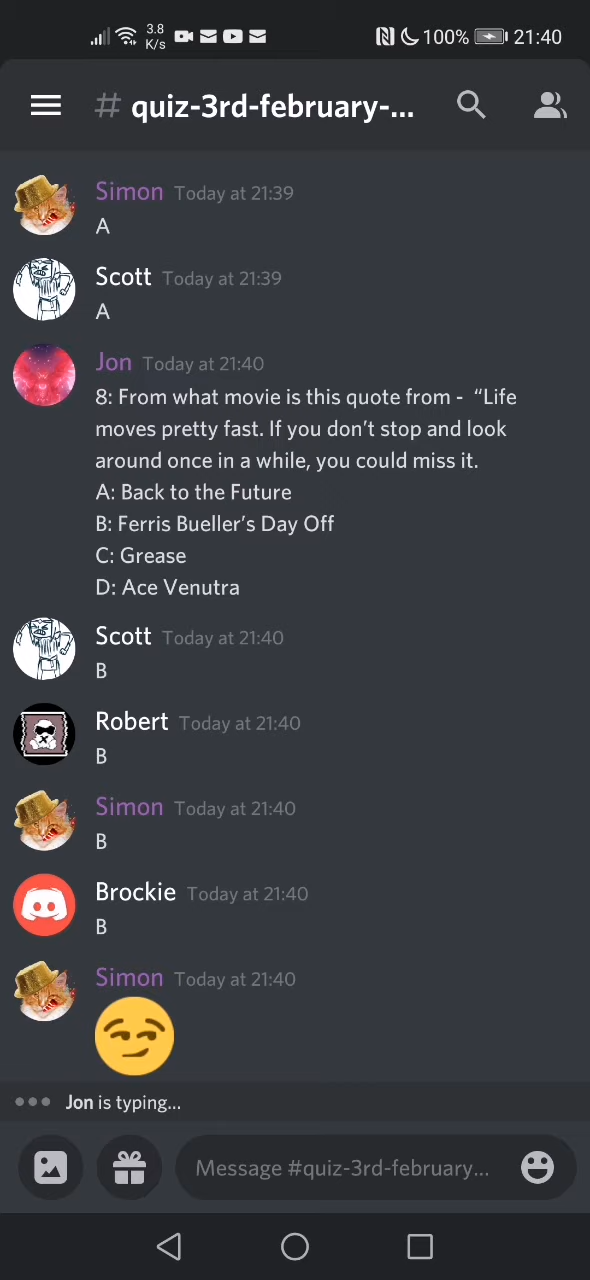 3.8
K/s
100%
21:40
# quiz-3rd-february-...
Simon Today at 21:39
A
Scott Today at 21:39
A
Jon Today at 21:40
8: From what movie is this quote from - “Life
moves pretty fast. If you don’t stop and look
around once in a while, you could miss it.
A: Back to the Future
B: Ferris Bueller’s Day Off
C: Grease
D: Ace Venutra
Scott Today at 21:40
B
Robert Today at 21:40
B
Simon Today at 21:40
B
Brockie Today at 21:40
B
Simon Today at 21:40
Jon is typing...
Message #quiz-3rd-february...